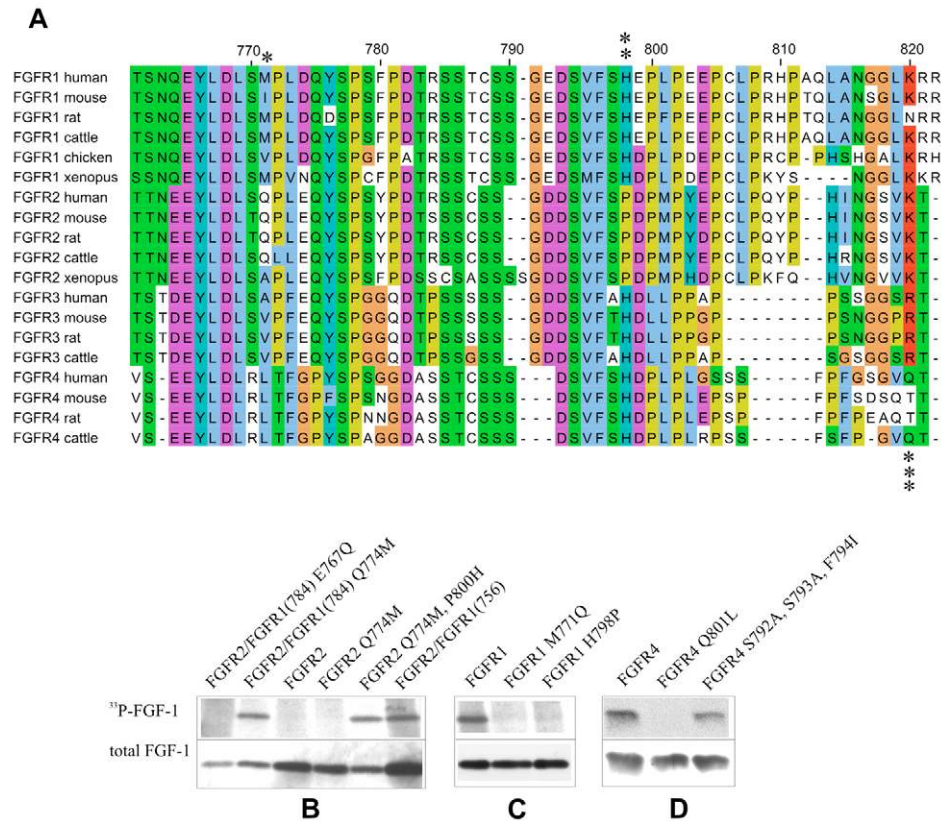 A
770 780 790 800 810 820
*
**
FGFR1 human TSNQEYLDLSMPLDQYSPSFPDTRSSTCSS-GEDSVFSHEPLPEEPCLPRHPAQLANGGLKRR
FGFR1 mouse TSNQEYLDLSIPLDQYSPSFPDTRSSTCSS-GEDSVFSHEPLPEEPCLPRHPTQLANSGLKRR
FGFR1 rat TSNQEYLDLSMPLDQDSPSFPDTRSSTCSS-GEDSVFSHEPFPEEPCLPRHPTQLANGGLNRR
FGFR1 cattle TSNQEYLDLSMPLDQYSPSFPDTRSSTCSS-GEDSVFSHEPLPEEPCLPRHPAQLANGGLKRR
FGFR1 chicken TSNQEYLDLSVPLDQYSPGFPATRSSTCSS-GEDSVFSHDPLPDEPCLPRCP-PHSHGALKRH
FGFR1 xenopus SSNQEYLDLSMPVNQYSPCFPDTRSSTCSS-GEDSMFSHDPLPDEPCLPKYS----NGGLKKR
FGFR2 human TTNEEYLDLSQPLEQYSPSYPDTRSSCSS--GDDSVFSPDPMPYEPCLPQYP--HINGSVKT
FGFR2 mouse TTNEEYLDLTQPLEQYSPSYPDTSSSCSS--GDDSVFSPDPMPYEPCLPQYP--HINGSVKT
FGFR2 rat TTNEEYLDLTQPLEQYSPSYPDTRSSCSS--GDDSVFSPDPMPYDPCLPQYP--HINGSVKT
FGFR2 cattle TTNEEYLDLSQLLEQYSPSYPDTRSSCSS--GDDSVFSPDPMPYEPCLPQYP--HRNGSVKT
FGFR2 xenopus TTNEEYLDLSAPLEQYSPSFPDSSCSASSSGDDSVFSPDPMPHDPCLPKFQ--HVNGVVKT
FGFR3 human TSTDEYLDLSAPFEQYSPGGQDTPSSSSS--GDDSVFAHDLLPPAP--------PSSGGSRT
FGFR3 mouse TSTDEYLDLSVPFEQYSPGGQDTPSSSSS--GDDSVFTHDLLPPGP--------PSNGGPRT
FGFR3 rat TSTDEYLDLSVPFEQYSPGGQDTPSSSSS--GDDSVFTHDLLPPGP--------PSNGGPRT
FGFR3 cattle TSTDEYLDLSVPFEQYSPGGQDTPSSGSS--GDDSVFAHDLLPPAP--------SGSGGSRT
FGFR4 human VS-EEYLDLRLTFGPYSPSGGDASSTCSSS---DSVFSHDPLPLGSSS-----FPFGSGVQT
FGFR4 mouse VS-EEYLDLRLTFGPFSPSNGDASSTCSSS---DSVFSHDPLPLEPSP-----FPFSDSQTT
FGFR4 rat VS-EEYLDLRLTFGPYSPNNGDASSTCSSS---DSVFSHDPLPLEPSP-----FPFPEAQTT
FGFR4 cattle VS-EEYLDLRLTFGPYSPAGGDASSTCSSS---DSVFSHDPLPLRPSS-----FSFP-GVQT
***
FGFR2/FGFR1(784) E767Q
FGFR2/FGFR1(784) Q774M
FGFR2
FGFR2 Q774M
FGFR2 Q774M, P800H
FGFR2/FGFR1(756)
FGFR1
FGFR1 M771Q
FGFR1 H798P
FGFR4
FGFR4 Q801L
FGFR4 S792A, S793A, F794I
³³P-FGF-1
total FGF-1
B C D